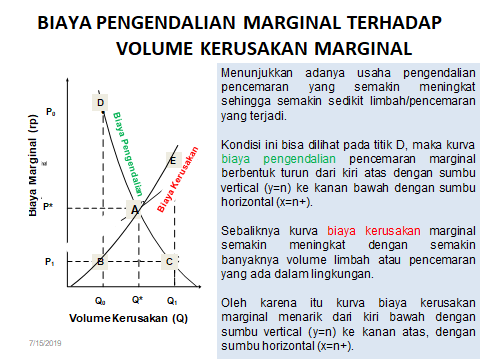 BIAYA PENGENDALIAN MARGINAL TERHADAP
VOLUME KERUSAKAN MARGINAL
Biaya Marginal (rp)
P₀
P*
P₁
D
E
A
B
C
Biaya Pengendalian
Biaya Kerusakan
Q₀
Q*
Q₁
Volume Kerusakan (Q)
7/15/2019
Menunjukkan adanya usaha pengendalian
pencemaran yang semakin meningkat
sehingga semakin sedikit limbah/pencemaran
yang terjadi.
Kondisi ini bisa dilihat pada titik D, maka kurva
biaya pengendalian pencemaran marginal
berbentuk turun dari kiri atas dengan sumbu
vertical (y=n) ke kanan bawah dengan sumbu
horizontal (x=n+).
Sebaliknya kurva biaya kerusakan marginal
semakin meningkat dengan semakin
banyaknya volume limbah atau pencemaran
yang ada dalam lingkungan.
Oleh karena itu kurva biaya kerusakan
marginal menarik dari kiri bawah dengan
sumbu vertical (y=n) ke kanan atas, dengan
sumbu horizontal (x=n+).